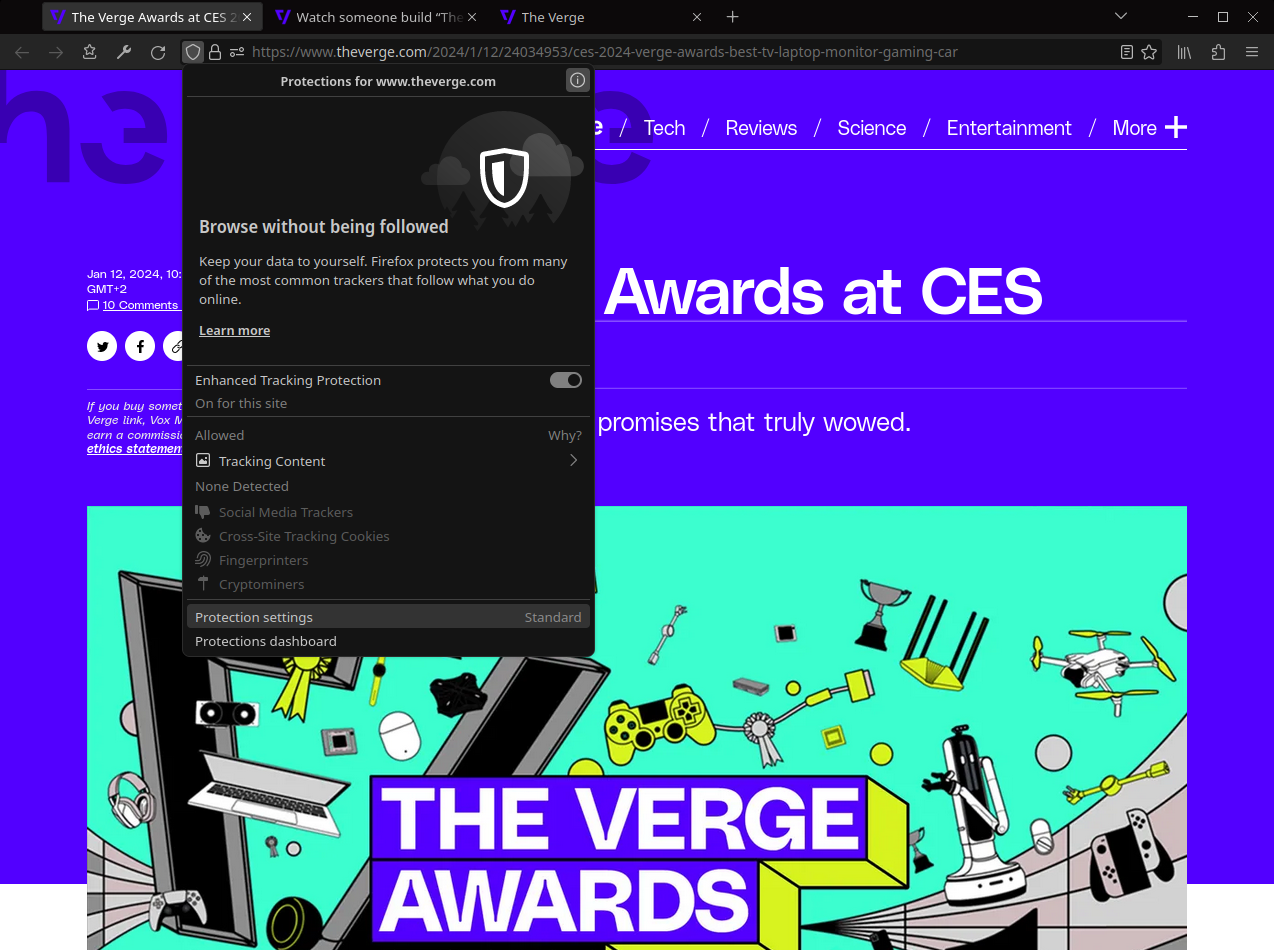 The Verge Awards at CES 2
Watch someone build “The
The Verge
https://www.theverge.com/2024/1/12/24034953/ces-2024-verge-awards-best-tv-laptop-monitor-gaming-car
Protections for www.theverge.com
e / Tech / Reviews / Science / Entertainment / More
Browse without being followed
Keep your data to yourself. Firefox protects you from many
of the most common trackers that follow what you do
online.
Learn more
Jan 12, 2024, 10:
GMT+2
10 Comments
Awards at CES
Enhanced Tracking Protection
On for this site
If you buy somet
Verge link, Vox M
earn a commissio
ethics statemen
promises that truly wowed.
Allowed
Why?
Tracking Content
None Detected
Social Media Trackers
Cross-Site Tracking Cookies
Fingerprinters
Cryptominers
Protection settings
Standard
Protections dashboard
THE VERGE
AWARDS